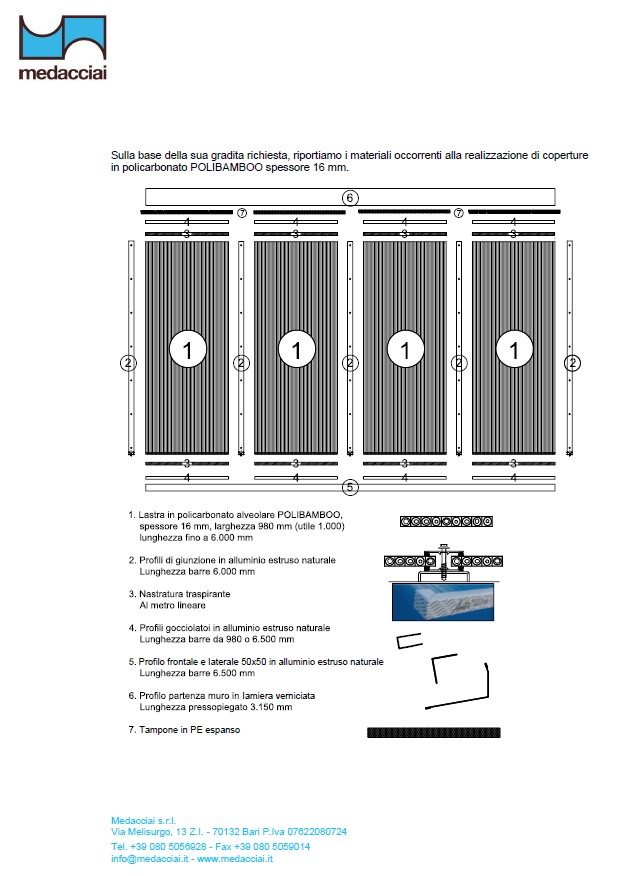 medacciai
Sulla base della sua gradita richiesta, riportiamo i materiali occorrenti alla realizzazione di coperture
in policarbonato POLIBAMBOO spessore 16 mm.
6
7 7
4 4 4 4
3 3 3 3
1 1 1 1
2 2 2 2 2
3 3 3 3
4 4 4 4
5
1. Lastra in policarbonato alveolare POLIBAMBOO,
spessore 16 mm, larghezza 980 mm (utile 1.000)
lunghezza fino a 6.000 mm
2. Profili di giunzione in alluminio estruso naturale
Lunghezza barre 6.000 mm
3. Nastratura traspirante
Al metro lineare
4. Profili gocciolatoi in alluminio estruso naturale
Lunghezza barre da 980 o 6.500 mm
5. Profilo frontale e laterale 50x50 in alluminio estruso naturale
Lunghezza barre 6.500 mm
6. Profilo partenza muro in lamiera verniciata
Lunghezza pressopiegato 3.150 mm
7. Tampone in PE espanso
Medacciai s.r.l.
Via Melisurgo, 13 Z.I. - 70132 Bari P.Iva 07622080724
Tel. +39 080 5056928 - Fax +39 080 5059014
info@medacciai.it - www.medacciai.it